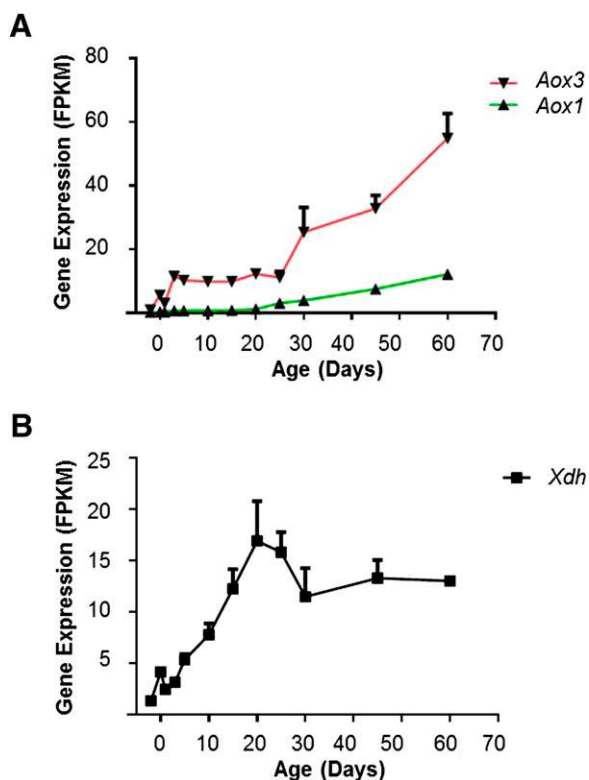 A
Gene Expression (FPKM)
80
60
40
20
0 10 20 30 40 50 60 70
Age (Days)
Aox3
Aox1
B
Gene Expression (FPKM)
25
20
15
10
5
0 10 20 30 40 50 60 70
Age (Days)
Xdh